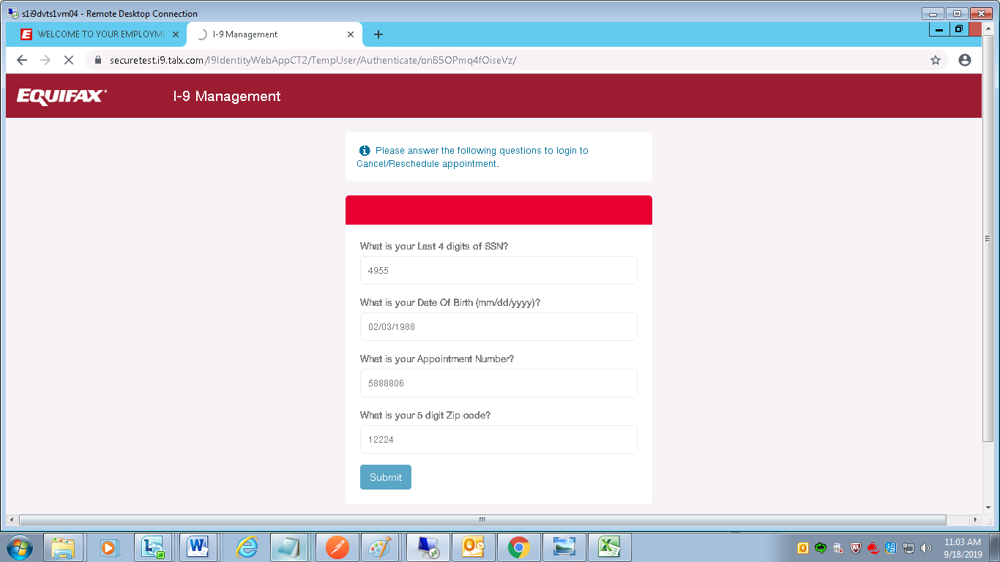 s1i9dvts1vm04 - Remote Desktop Connection
WELCOME TO YOUR EMPLOYME
I-9 Management
securetest.i9.talx.com/I9IdentityWebAppCT2/TempUser/Authenticate/onB5OPmq4fOiseVz/
EQUIFAX
I-9 Management
Please answer the following questions to login to
Cancel/Reschedule appointment.
What is your Last 4 digits of SSN?
4955
What is your Date Of Birth (mm/dd/yyyy)?
02/03/1988
What is your Appointment Number?
5888806
What is your 5 digit Zip code?
12224
Submit
11:03 AM
9/18/2019